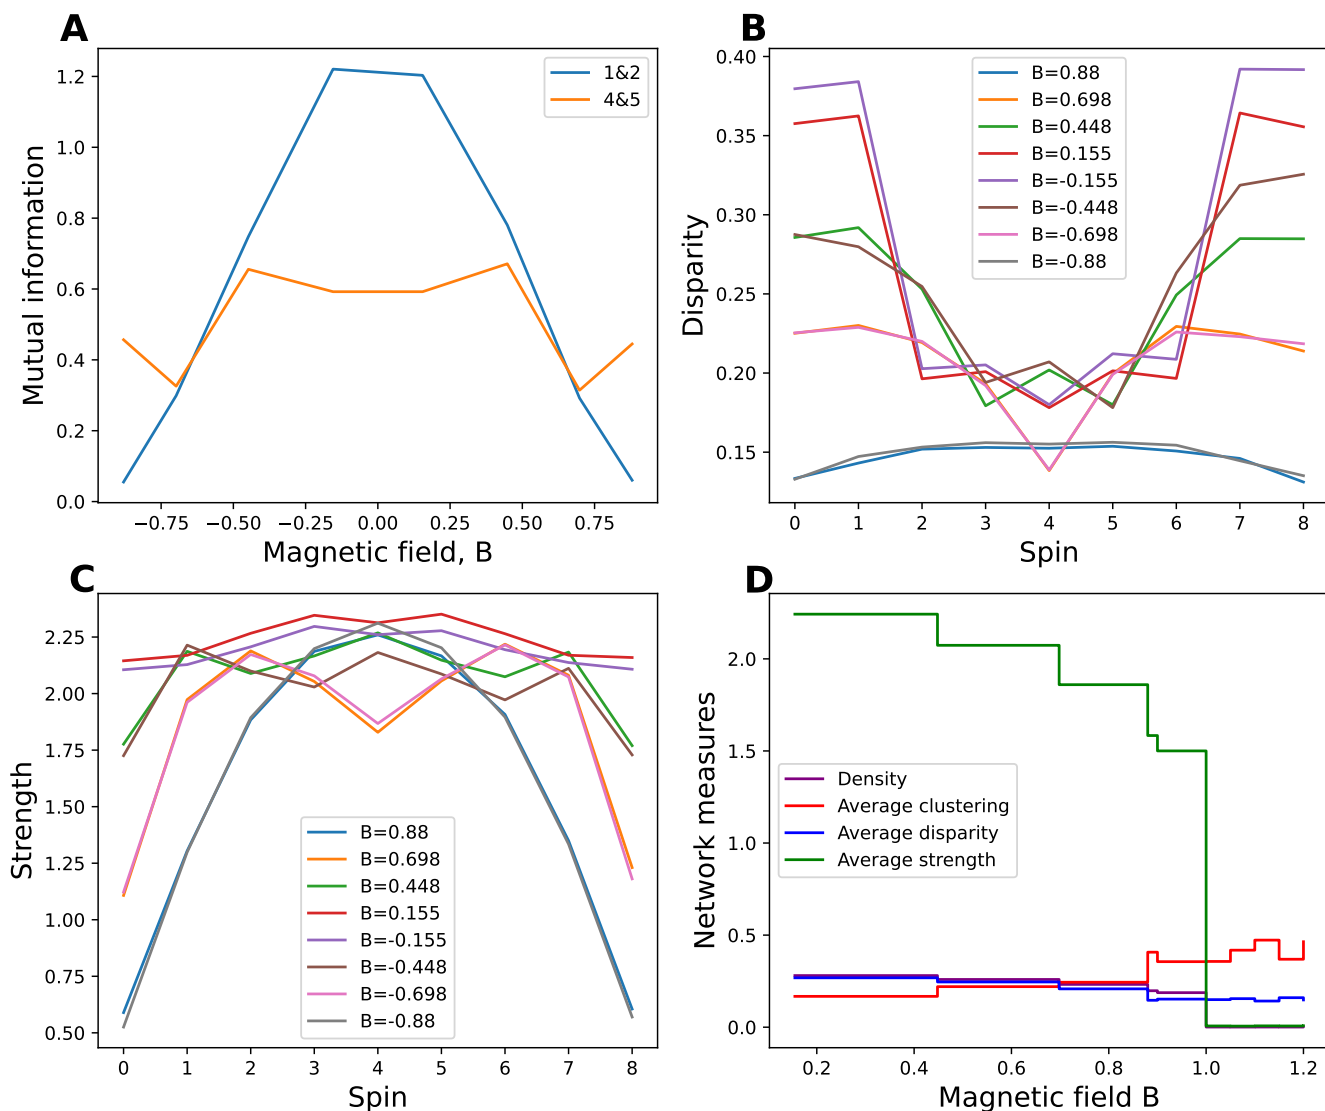 A
1.2
1.0
0.8
0.6
0.4
0.2
0.0
Mutual information
1&2
4&5
−0.75 −0.50 −0.25 0.00 0.25 0.50 0.75
Magnetic field, B
B
0.40
0.35
0.30
0.25
0.20
0.15
Disparity
B=0.88
B=0.698
B=0.448
B=0.155
B=-0.155
B=-0.448
B=-0.698
B=-0.88
0 1 2 3 4 5 6 7 8
Spin
C
2.25
2.00
1.75
1.50
1.25
1.00
0.75
0.50
Strength
B=0.88
B=0.698
B=0.448
B=0.155
B=-0.155
B=-0.448
B=-0.698
B=-0.88
0 1 2 3 4 5 6 7 8
Spin
D
2.0
1.5
1.0
0.5
0.0
Network measures
Density
Average clustering
Average disparity
Average strength
0.2 0.4 0.6 0.8 1.0 1.2
Magnetic field B